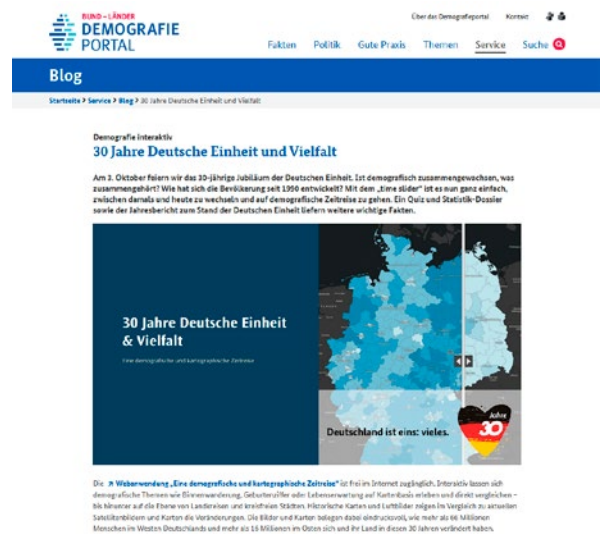 BUND – LÄNDER
DEMOGRAFIE
PORTAL
Über das Demografieportal Kontakt
Fakten Politik Gute Praxis Themen Service Suche
Blog
Startseite > Service > Blog > 30 Jahre Deutsche Einheit und Vielfalt
Demografie interaktiv
30 Jahre Deutsche Einheit und Vielfalt
Am 3. Oktober feiern wir das 30-jährige Jubiläum der Deutschen Einheit. Ist demografisch zusammengewachsen, was
zusammengehört? Wie hat sich die Bevölkerung seit 1990 entwickelt? Mit dem „time slider“ ist es nun ganz einfach,
zwischen damals und heute zu wechseln und auf demografische Zeitreise zu gehen. Ein Quiz und Statistik-Dossier
sowie der Jahresbericht zum Stand der Deutschen Einheit liefern weitere wichtige Fakten.
30 Jahre Deutsche Einheit
& Vielfalt
Eine demografische und kartographische Zeitreise
Deutschland ist eins: vieles.
Jahre
30
Die Webanwendung „Eine demografische und kartographische Zeitreise“ ist frei im Internet zugänglich. Interaktiv lassen sich
demografische Themen wie Binnenwanderung, Geburtenziffer oder Lebenserwartung auf Kartenbasis erleben und direkt vergleichen –
bis hinunter auf die Ebene von Landkreisen und kreisfreien Städten. Historische Karten und Luftbilder zeigen im Vergleich zu aktuellen
Satellitenbildern und Karten die Veränderungen. Die Bilder und Karten belegen dabei eindrucksvoll, wie mehr als 66 Millionen
Menschen im Westen Deutschlands und mehr als 16 Millionen im Osten sich und ihr Land in diesen 30 Jahren verändert haben.